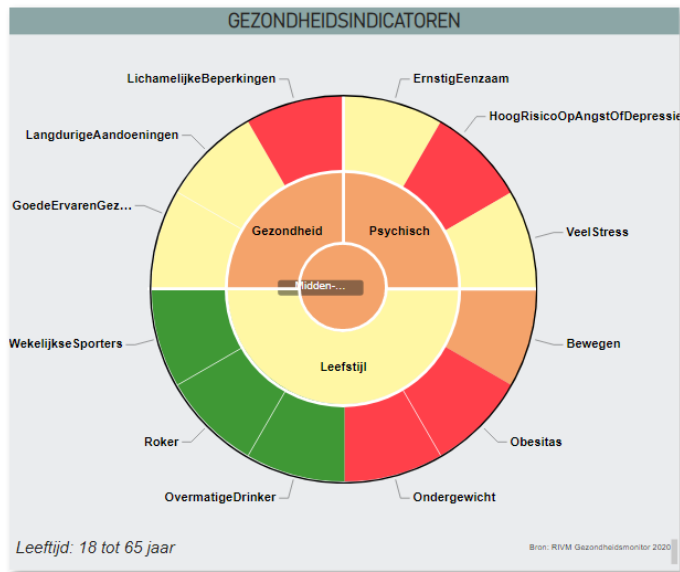 GEZONDHEIDSINDICATOREN
LichamelijkeBeperkingen
ErnstigEenzaam
HoogRisicoOpAngstOfDepressie
LangdurigeAandoeningen
GoedeErvarenGez...
Gezondheid
Psychisch
VeelStress
Midden-...
WekelijkseSporters
Bewegen
Leefstijl
Roker
Obesitas
OvermatigeDrinker
Ondergewicht
Leeftijd: 18 tot 65 jaar
Bron: RIVM Gezondheidsmonitor 2020